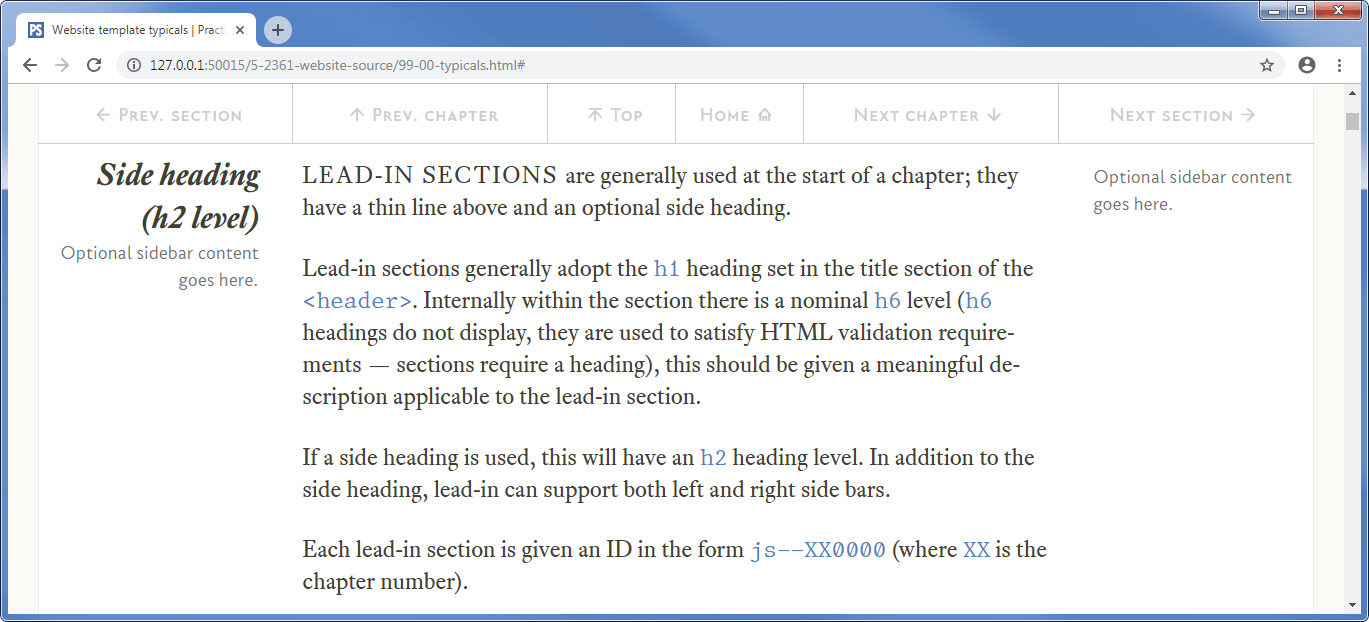 PS Website template typicals | Practi
127.0.0.1:50015/5-2361-website-source/99-00-typicals.html#
← Prev. section ↑ Prev. chapter Top Home Next chapter ↓ Next section →
Side heading
(h2 level)
Optional sidebar content
goes here.
LEAD-IN SECTIONS are generally used at the start of a chapter; they
have a thin line above and an optional side heading.
Lead-in sections generally adopt the h1 heading set in the title section of the
<header>. Internally within the section there is a nominal h6 level (h6
headings do not display, they are used to satisfy HTML validation require-
ments — sections require a heading), this should be given a meaningful de-
scription applicable to the lead-in section.
If a side heading is used, this will have an h2 heading level. In addition to the
side heading, lead-in can support both left and right side bars.
Each lead-in section is given an ID in the form js--XX0000 (where XX is the
chapter number).
Optional sidebar content
goes here.